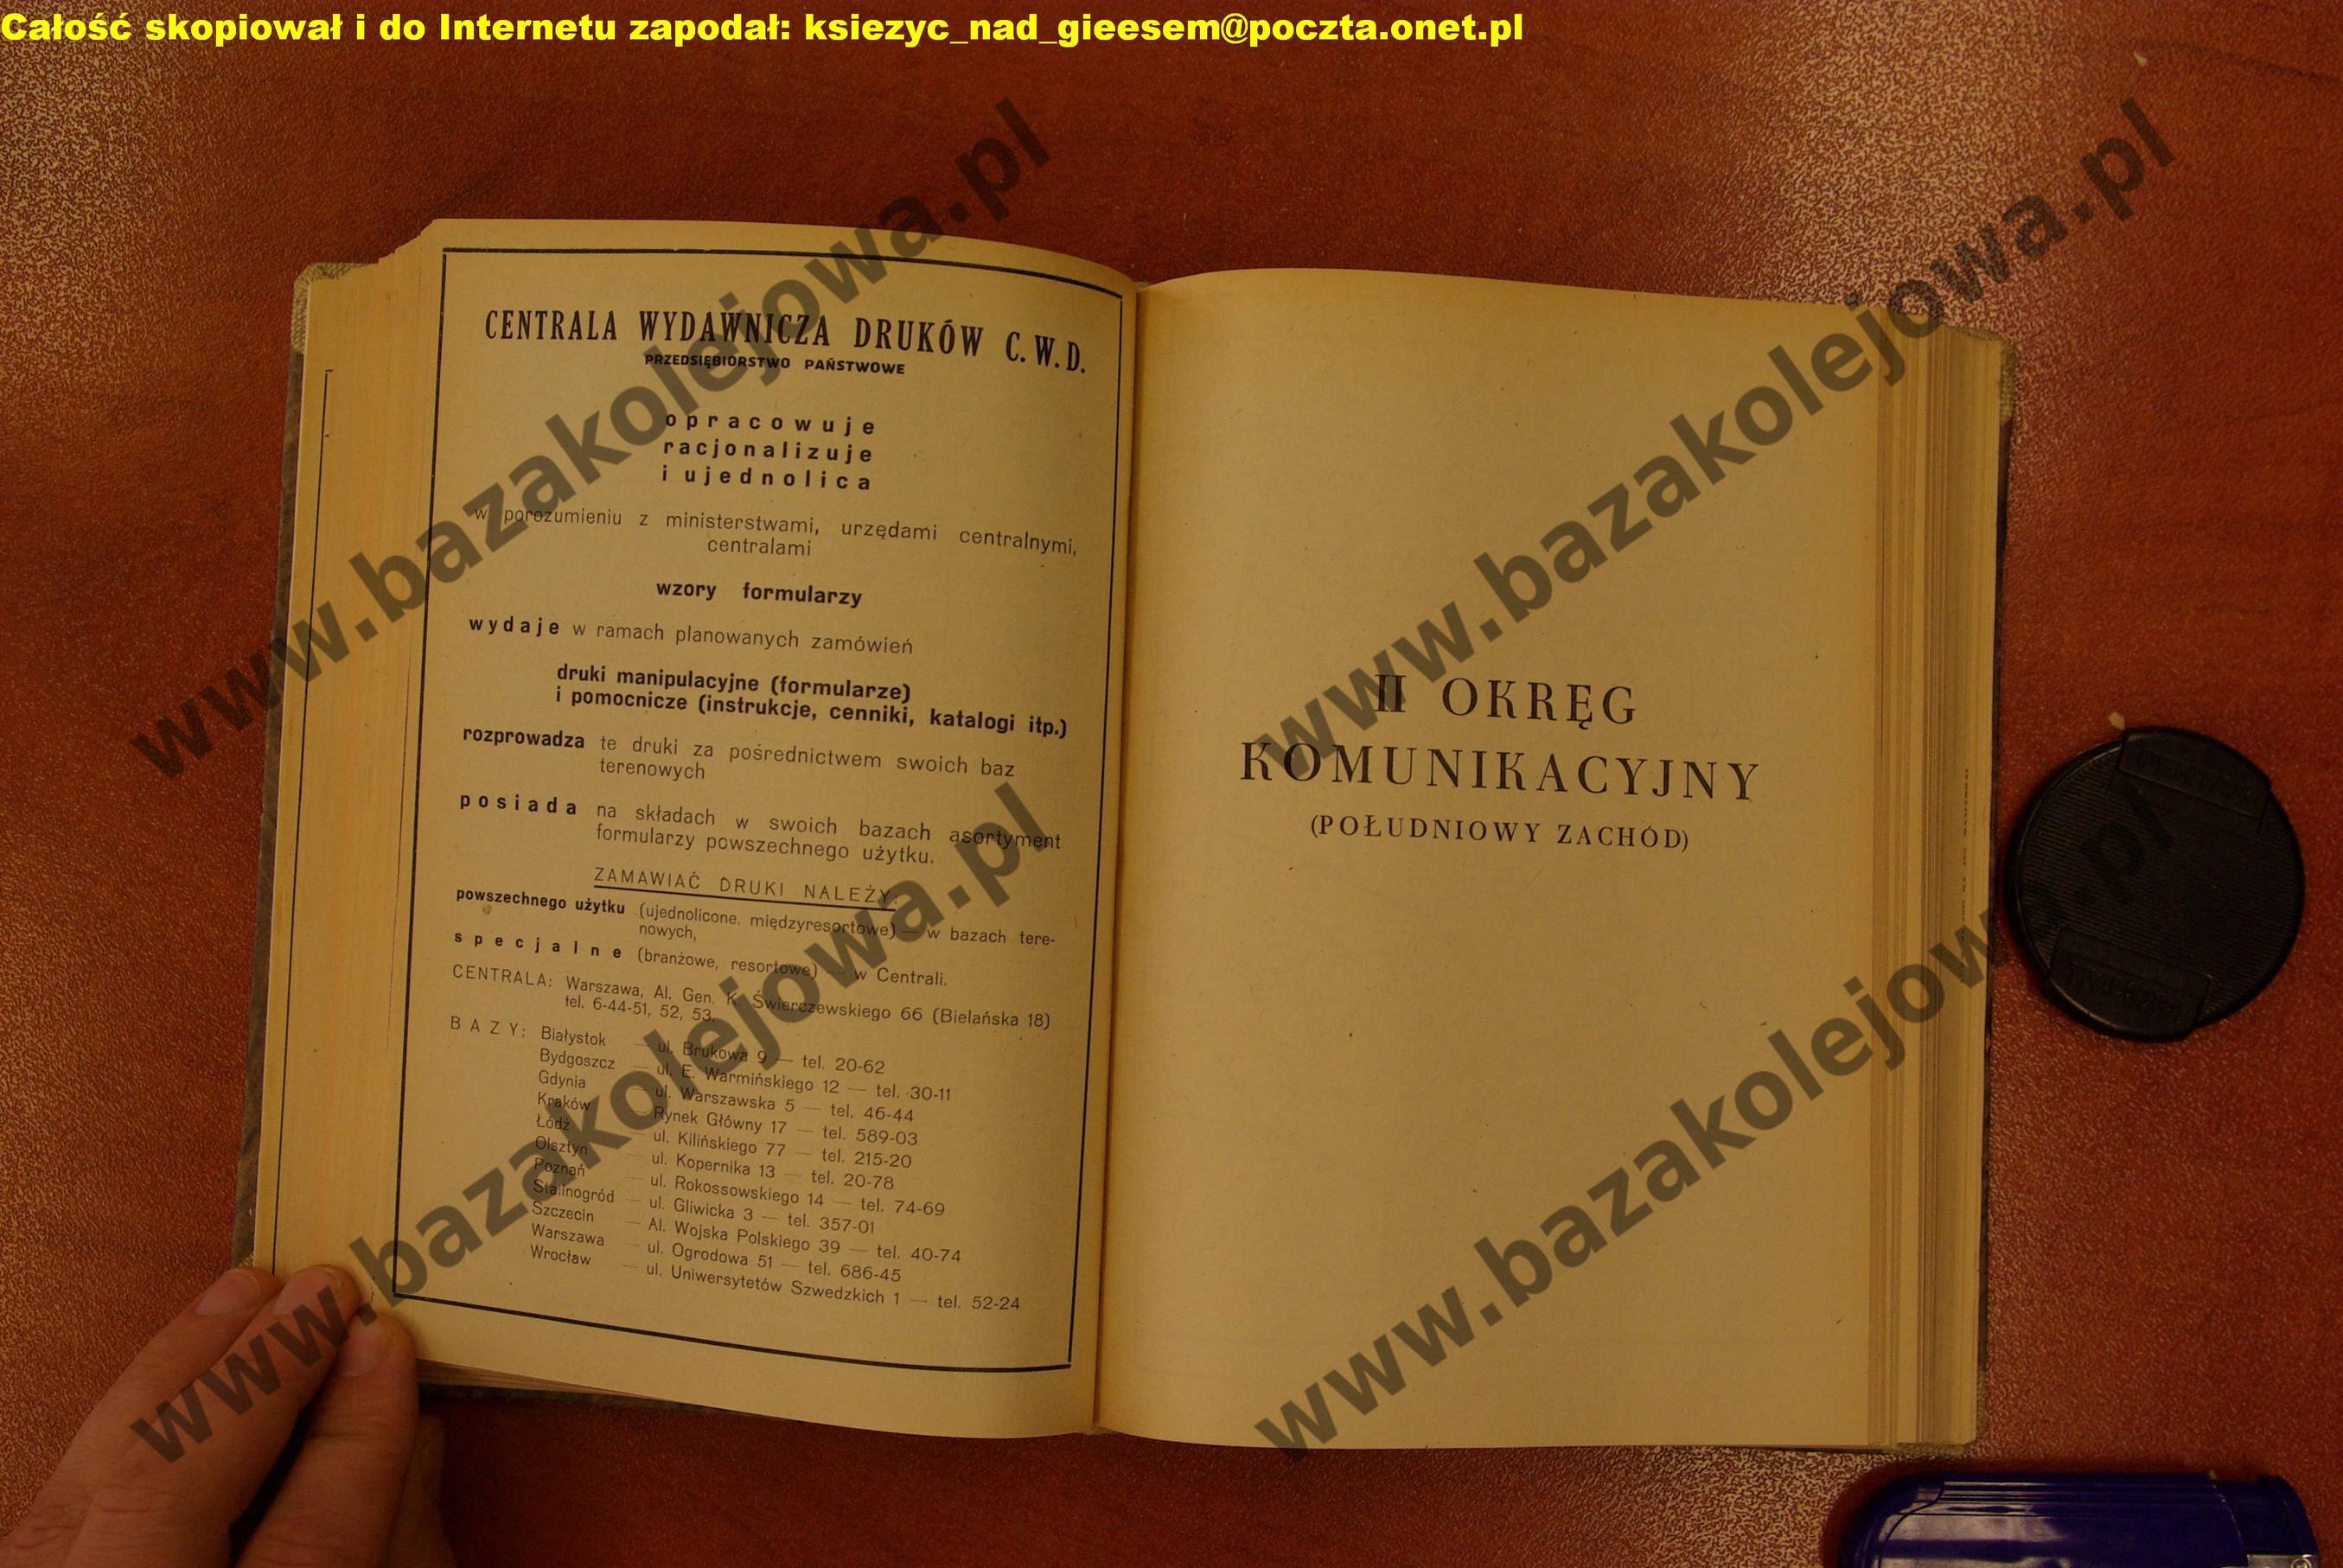 Całość skopiował i do Internetu zapodał: ksiezyc_nad_gieesem@poczta.onet.pl
CENTRALA WYDAWNICZA DRUKÓW C.W.D.
PRZEDSIĘBIORSTWO PAŃSTWOWE
opracowuje
racjonalizuje
i ujednolica
w porozumieniu z ministerstwami, urzędami centralnymi,
centralami
wzory formularzy
wydaje w ramach planowanych zamówień
druki manipulacyjne (formularze)
i pomocnicze (instrukcje, cenniki, katalogi itp.)
rozprowadza te druki za pośrednictwem swoich baz
terenowych
posiada na składach w swoich bazach asortyment
formularzy powszechnego użytku.
ZAMAWIAĆ DRUKI NALEŻY:
powszechnego użytku (ujednolicone. międzyresortowe) — w bazach tere-
nowych,
specjalne (branżowe, resortowe) — w Centrali.
CENTRALA: Warszawa, Al. Gen. K. Świerczewskiego 66 (Bielańska 18)
tel. 6-44-51, 52, 53.
BAZY: Białystok — ul. Brukowa 9 — tel. 20-62
Bydgoszcz — ul. E. Warmińskiego 12 — tel. 30-11
Gdynia — ul. Warszawska 5 — tel. 46-44
Kraków — Rynek Główny 17 — tel. 589-03
Łódź — ul. Kilińskiego 77 — tel. 215-20
Olsztyn — ul. Kopernika 13 — tel. 20-78
Poznań — ul. Rokossowskiego 14 — tel. 74-69
Stalinogród — ul. Gliwicka 3 — tel. 357-01
Szczecin — Al. Wojska Polskiego 39 — tel. 40-74
Warszawa — ul. Ogrodowa 51 — tel. 686-45
Wrocław — ul. Uniwersytetów Szwedzkich 1 — tel. 52-24
II OKRĘG
KOMUNIKACYJNY
(POŁUDNIOWY ZACHÓD)
www.bazakolejowa.pl
www.bazakolejowa.pl
www.bazakolejowa.pl
www.bazakolejowa.pl